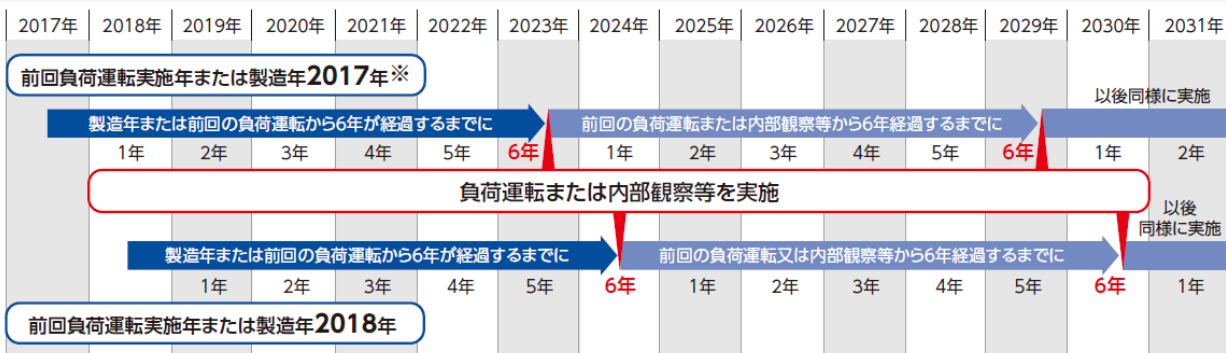 2017年 2018年 2019年 2020年 2021年 2022年 2023年 2024年 2025年 2026年 2027年 2028年 2029年 2030年 2031年
前回負荷運転実施年または製造年2017年※
以後同様に実施
製造年または前回の負荷運転から6年が経過するまでに 前回の負荷運転または内部観察等から6年経過するまでに
1年 2年 3年 4年 5年 6年 1年 2年 3年 4年 5年 6年 1年 2年
負荷運転または内部観察等を実施
以後
同様に実施
製造年または前回の負荷運転から6年が経過するまでに 前回の負荷運転又は内部観察等から6年経過するまでに
1年 2年 3年 4年 5年 6年 1年 2年 3年 4年 5年 6年 1年
前回負荷運転実施年または製造年2018年